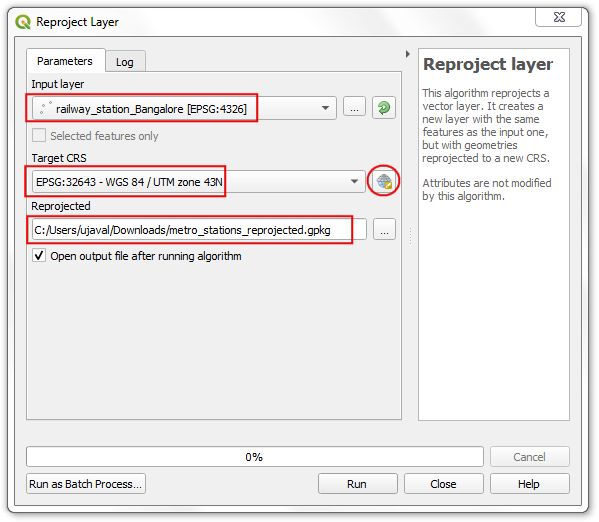 Reproject Layer
Parameters
Log
Input layer
railway_station_Bangalore [EPSG:4326]
...
Selected features only
Target CRS
EPSG:32643 - WGS 84 / UTM zone 43N
Reprojected
C:/Users/ujaval/Downloads/metro_stations_reprojected.gpkg
...
Open output file after running algorithm
Reproject layer
This algorithm reprojects a
vector layer. It creates a
new layer with the same
features as the input one,
but with geometries
reprojected to a new CRS.
Attributes are not modified
by this algorithm.
0%
Cancel
Run as Batch Process...
Run
Close
Help